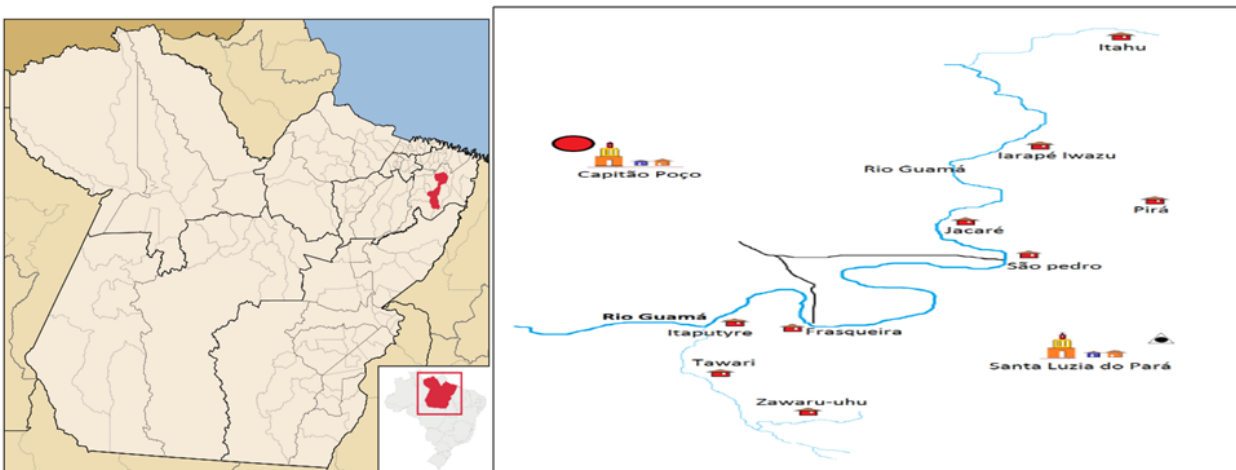 Itahu
Iarapé Iwazu
Capitão Poço
Rio Guamá
Pirá
Jacaré
São pedro
Rio Guamá
Itaputyre
Frasqueira
Tawari
Santa Luzia do Pará
Zawaru-uhu